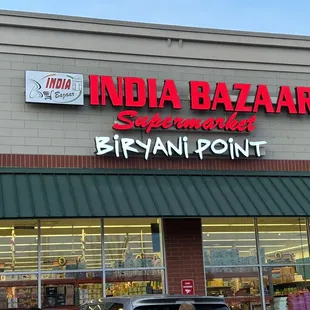 INDIA
Bazaar
INDIA BAZAAR
Supermarket
BIRYANI POINT